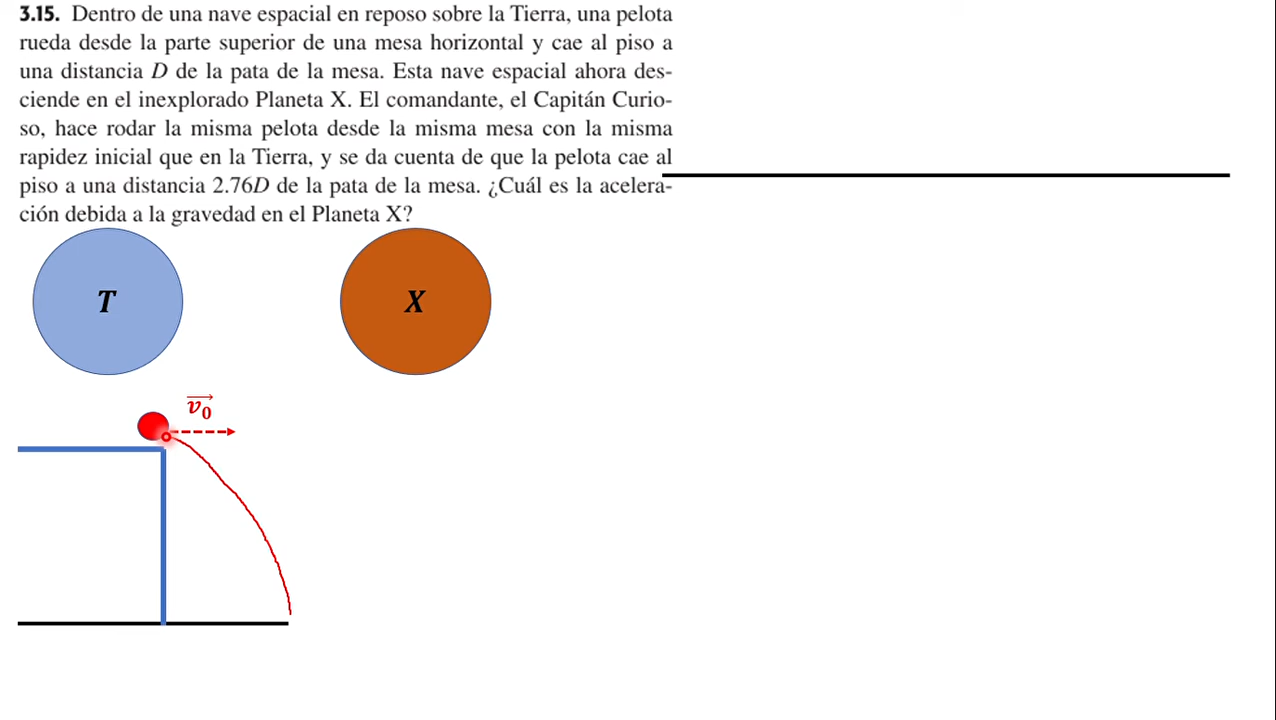 3.15. Dentro de una nave espacial en reposo sobre la Tierra, una pelota
rueda desde la parte superior de una mesa horizontal y cae al piso a
una distancia D de la pata de la mesa. Esta nave espacial ahora des-
ciende en el inexplorado Planeta X. El comandante, el Capitán Curio-
so, hace rodar la misma pelota desde la misma mesa con la misma
rapidez inicial que en la Tierra, y se da cuenta de que la pelota cae al
piso a una distancia 2.76D de la pata de la mesa. ¿Cuál es la acelera-
ción debida a la gravedad en el Planeta X?
T
X
$\overrightarrow{v_0}$